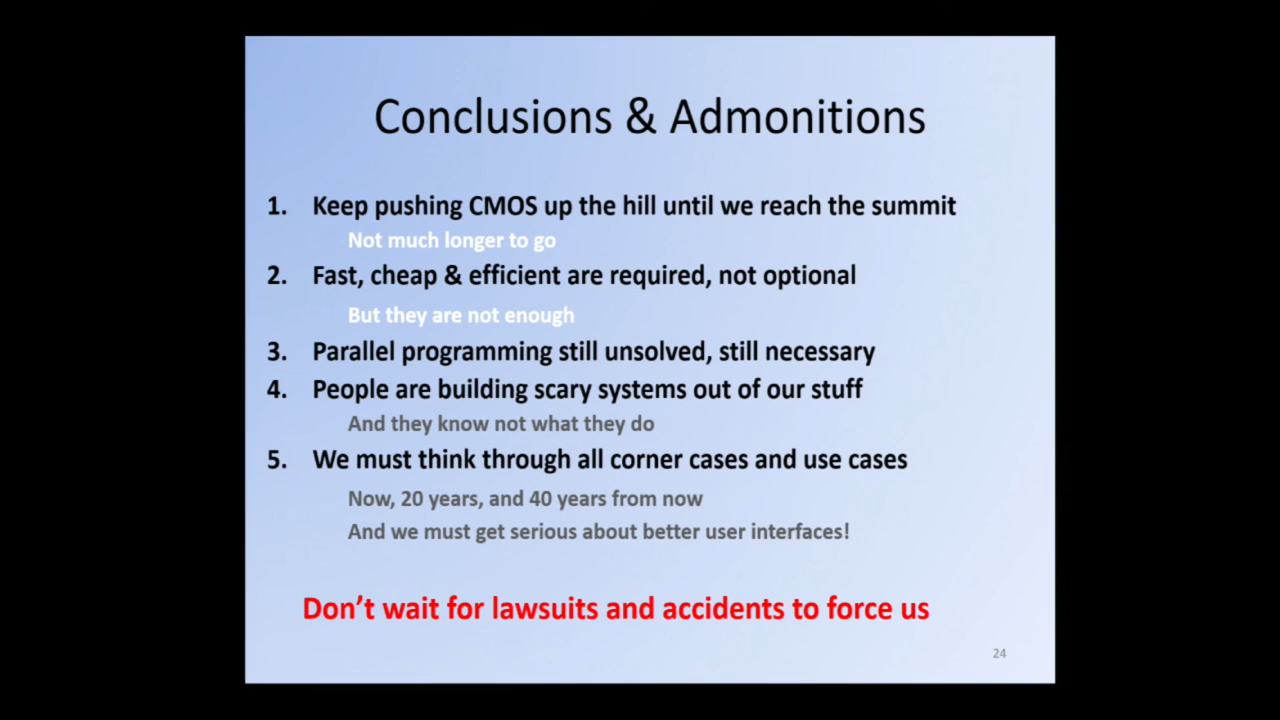 Conclusions & Admonitions
1. Keep pushing CMOS up the hill until we reach the summit
Not much longer to go
2. Fast, cheap & efficient are required, not optional
But they are not enough
3. Parallel programming still unsolved, still necessary
4. People are building scary systems out of our stuff
And they know not what they do
5. We must think through all corner cases and use cases
Now, 20 years, and 40 years from now
And we must get serious about better user interfaces!
Don’t wait for lawsuits and accidents to force us
24